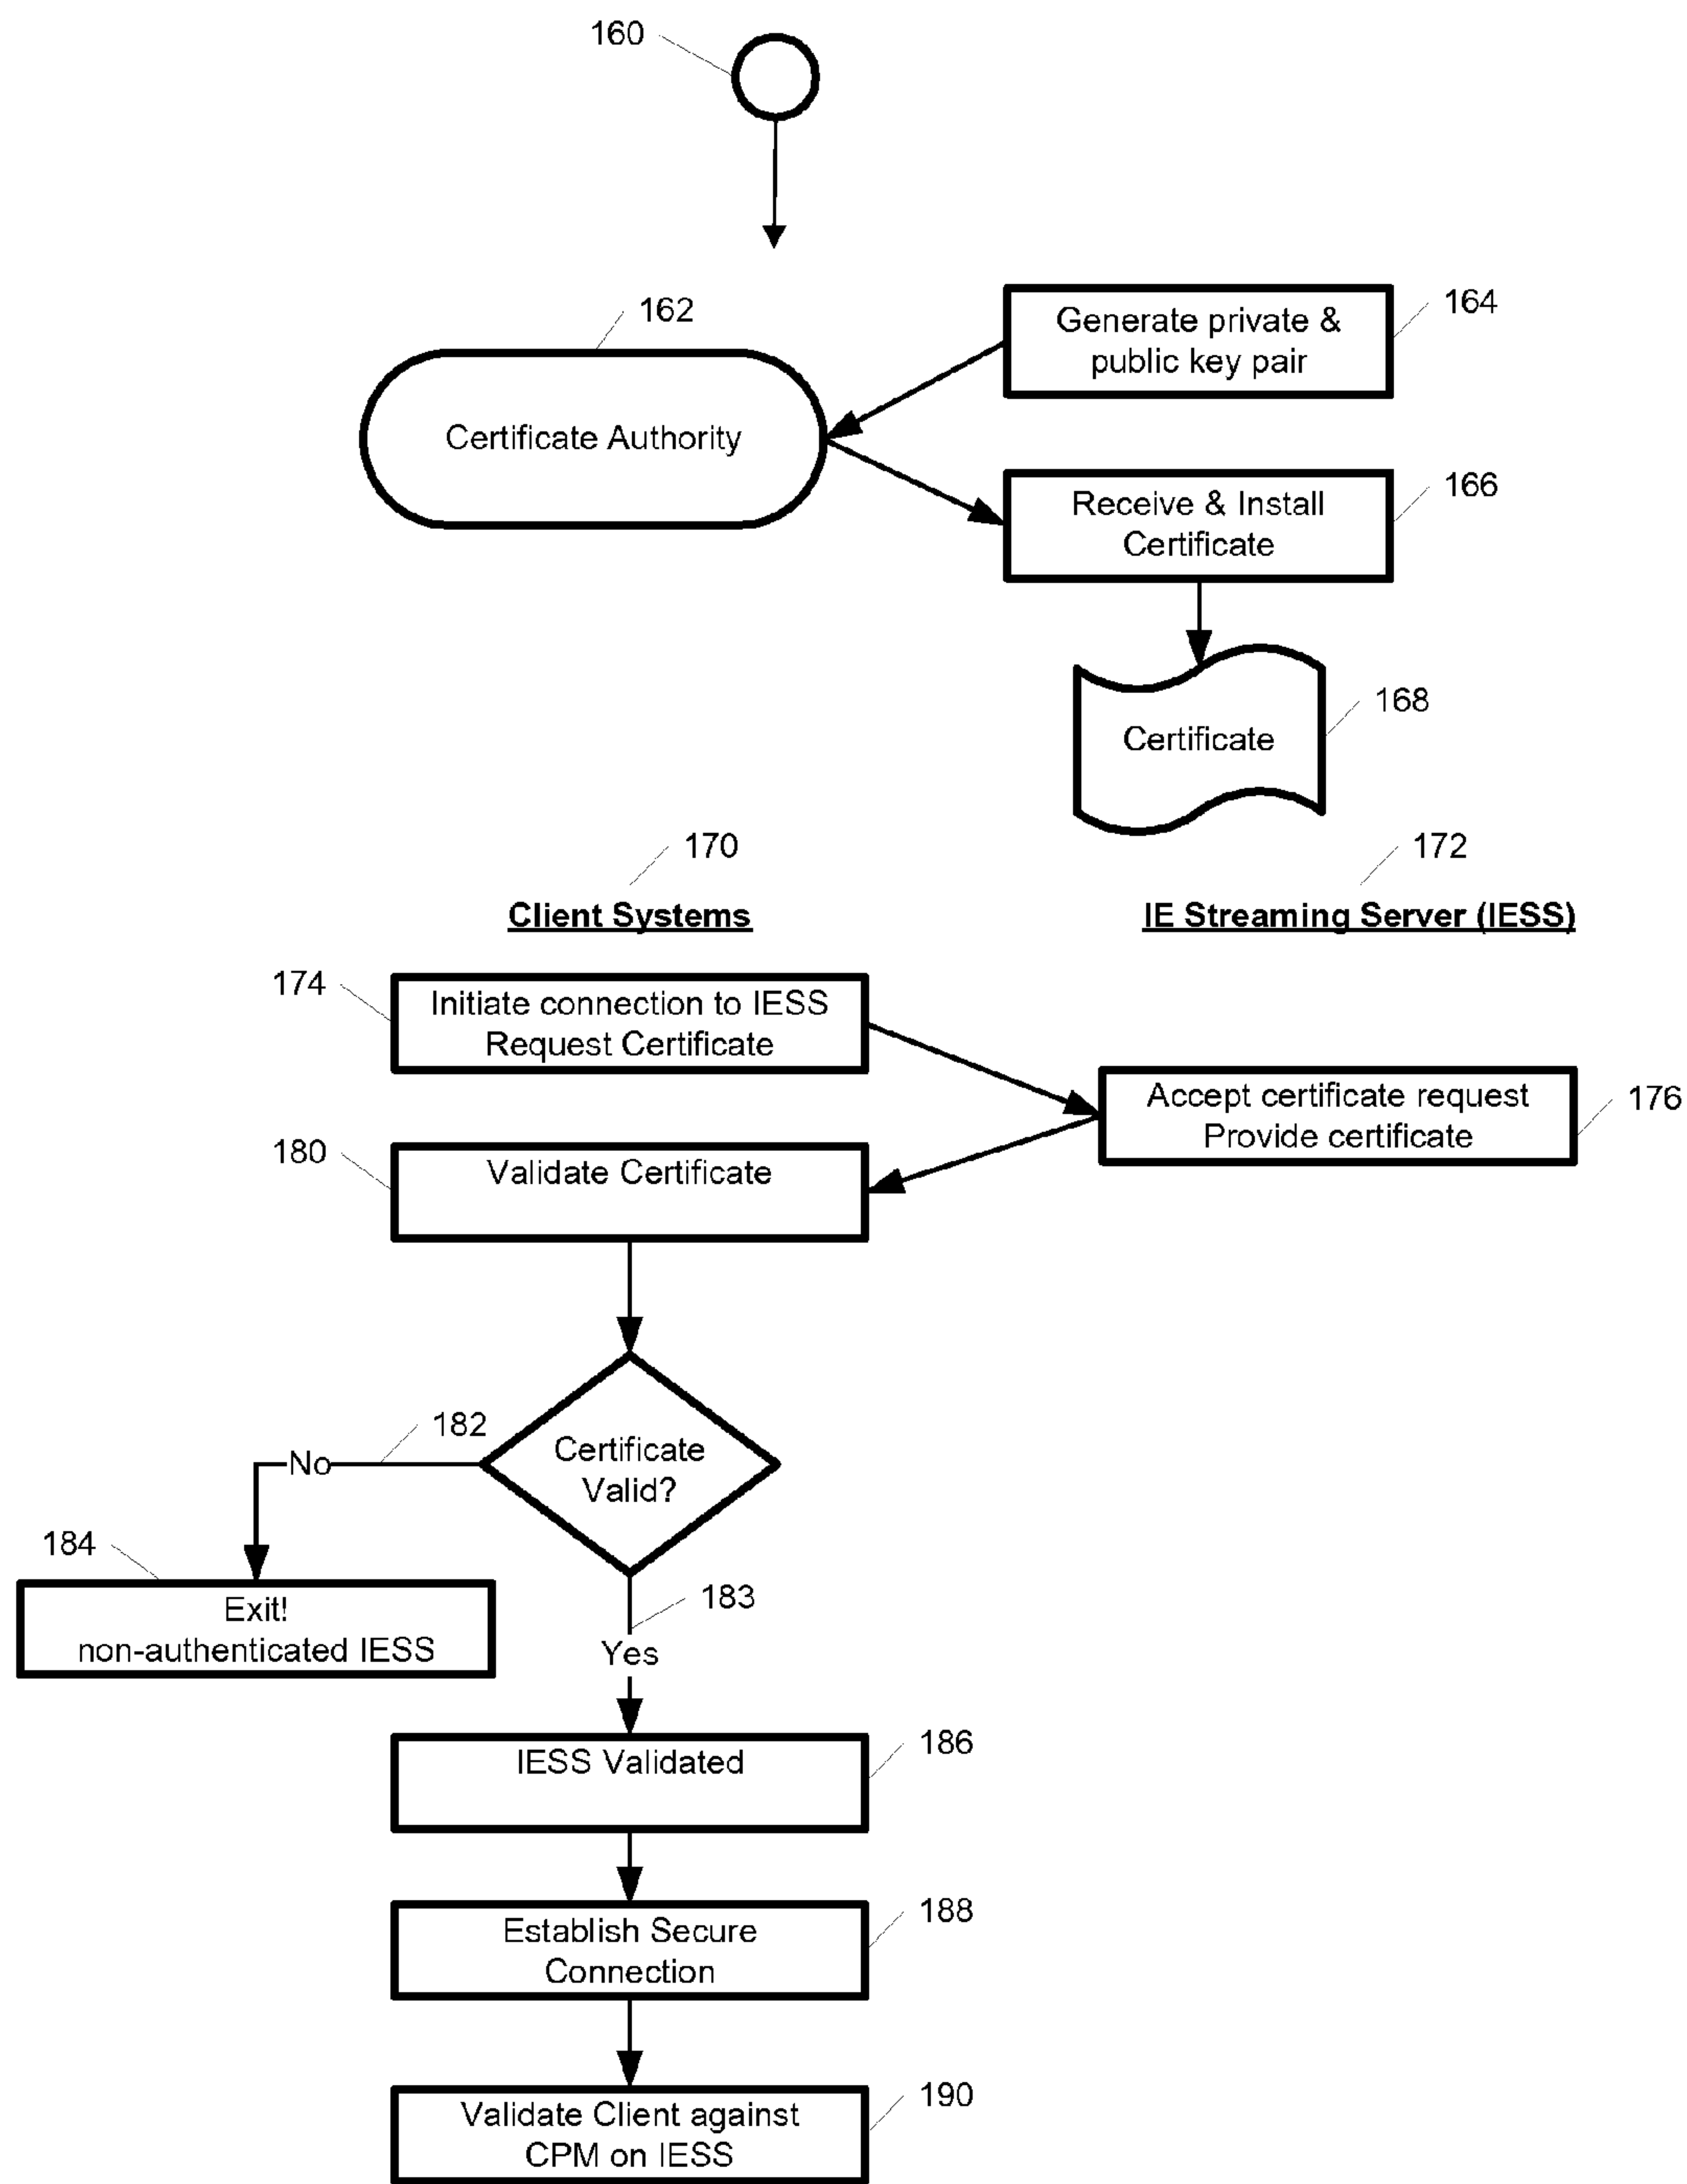 160
162
Certificate Authority
Generate private &
public key pair
164
Receive & Install
Certificate
166
Certificate
168
170
Client Systems
172
IE Streaming Server (IESS)
174
Initiate connection to IESS
Request Certificate
Accept certificate request
Provide certificate
176
180
Validate Certificate
Certificate
Valid?
182
No
184
Exit!
non-authenticated IESS
183
Yes
IESS Validated
186
Establish Secure
Connection
188
Validate Client against
CPM on IESS
190